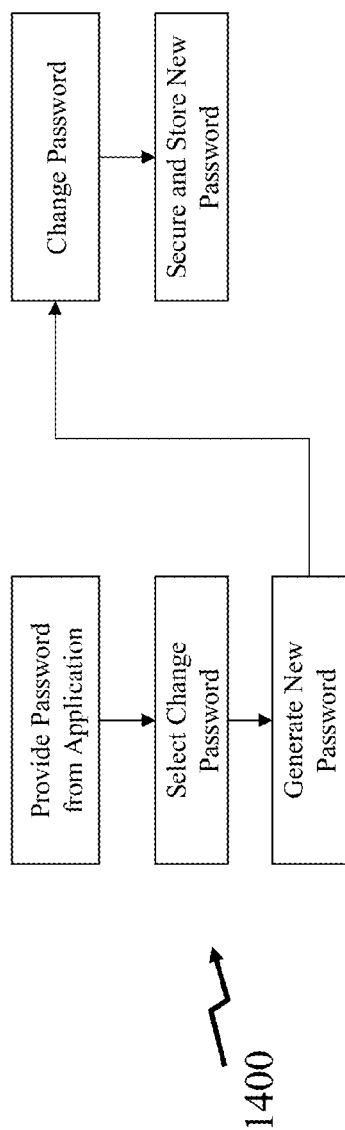 Provide Password
from Application
Select Change
Password
Generate New
Password
Change Password
Secure and Store New
Password
1400